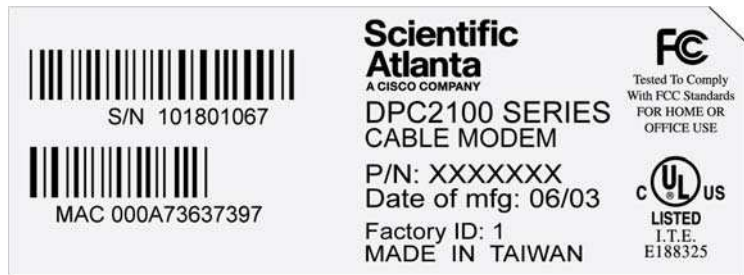 S/N 101801067
MAC 000A73637397
Scientific
Atlanta
A CISCO COMPANY
DPC2100 SERIES
CABLE MODEM
P/N: XXXXXXX
Date of mfg: 06/03
Factory ID: 1
MADE IN TAIWAN
FC
Tested To Comply
With FCC Standards
FOR HOME OR
OFFICE USE
C UL ® US
LISTED
I.T.E.
E188325